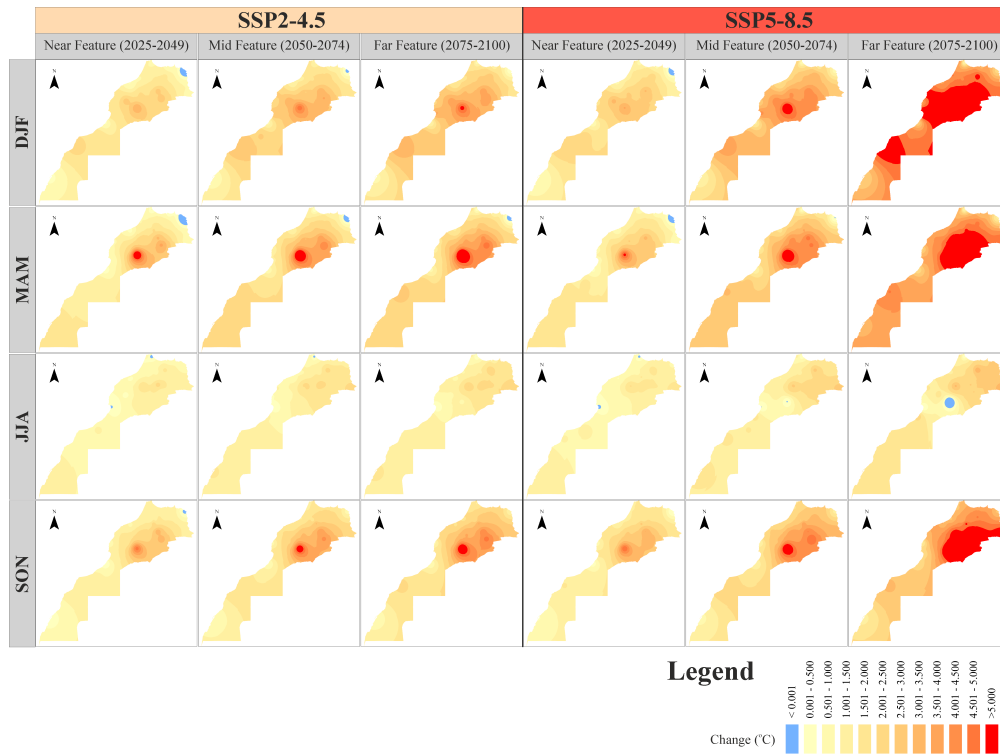 SSP2-4.5 SSP5-8.5
Near Feature (2025-2049) Mid Feature (2050-2074) Far Feature (2075-2100) Near Feature (2025-2049) Mid Feature (2050-2074) Far Feature (2075-2100)
DJF
N N N N N N
MAM
N N N N N N
JJA
N N N N N N
SON
N N N N N N
Legend
< 0.001
0.001 - 0.500
0.501 - 1.000
1.001 - 1.500
1.501 - 2.000
2.001 - 2.500
2.501 - 3.000
3.001 - 3.500
3.501 - 4.000
4.001 - 4.500
4.501 - 5.000
>5.000
Change (°C)